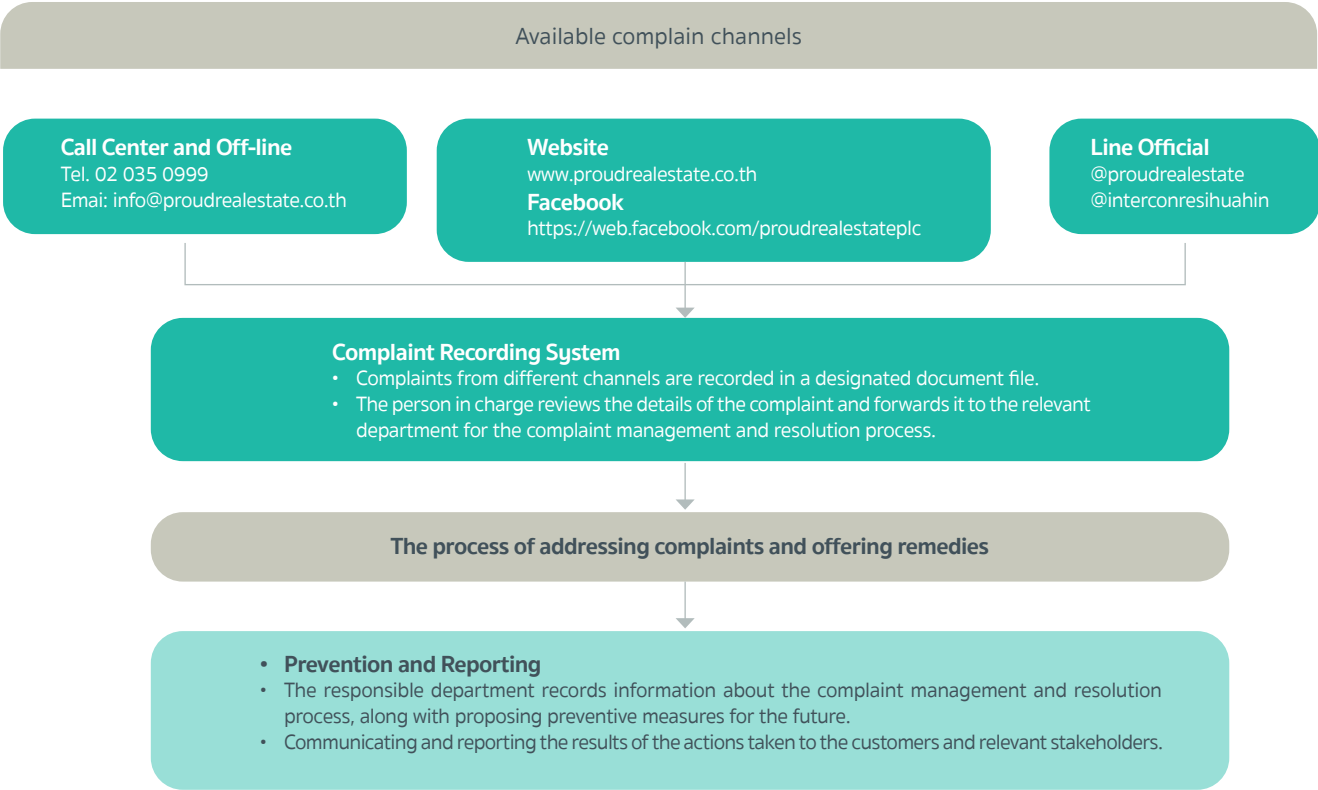 Available complain channels
Call Center and Off-line
Tel. 02 035 0999
Emai: info@proudrealestate.co.th
Website
www.proudrealestate.co.th
Facebook
https://web.facebook.com/proudrealestateplc
Line Official
@proudrealestate
@interconresihuahin
Complaint Recording System
• Complaints from different channels are recorded in a designated document file.
• The person in charge reviews the details of the complaint and forwards it to the relevant
department for the complaint management and resolution process.
The process of addressing complaints and offering remedies
• Prevention and Reporting
• The responsible department records information about the complaint management and resolution
process, along with proposing preventive measures for the future.
• Communicating and reporting the results of the actions taken to the customers and relevant stakeholders.